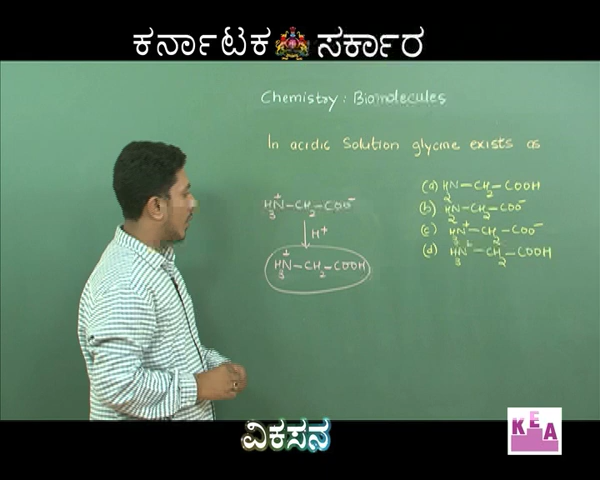 ಕರ್ನಾಟಕ ಸರ್ಕಾರ
Chemistry : Biomolecules
In acidic Solution glycine exists as
H₃N⁺–CH₂–COO⁻
H⁺
H₃N⁺–CH₂–COOH
(a) H₂N–CH₂–COOH
(b) H₂N–CH₂–COO⁻
(c) H₃N⁺–CH₂–COO⁻
(d) H₃N⁺–CH₂–COOH
ವಿಕಸನ
KEA